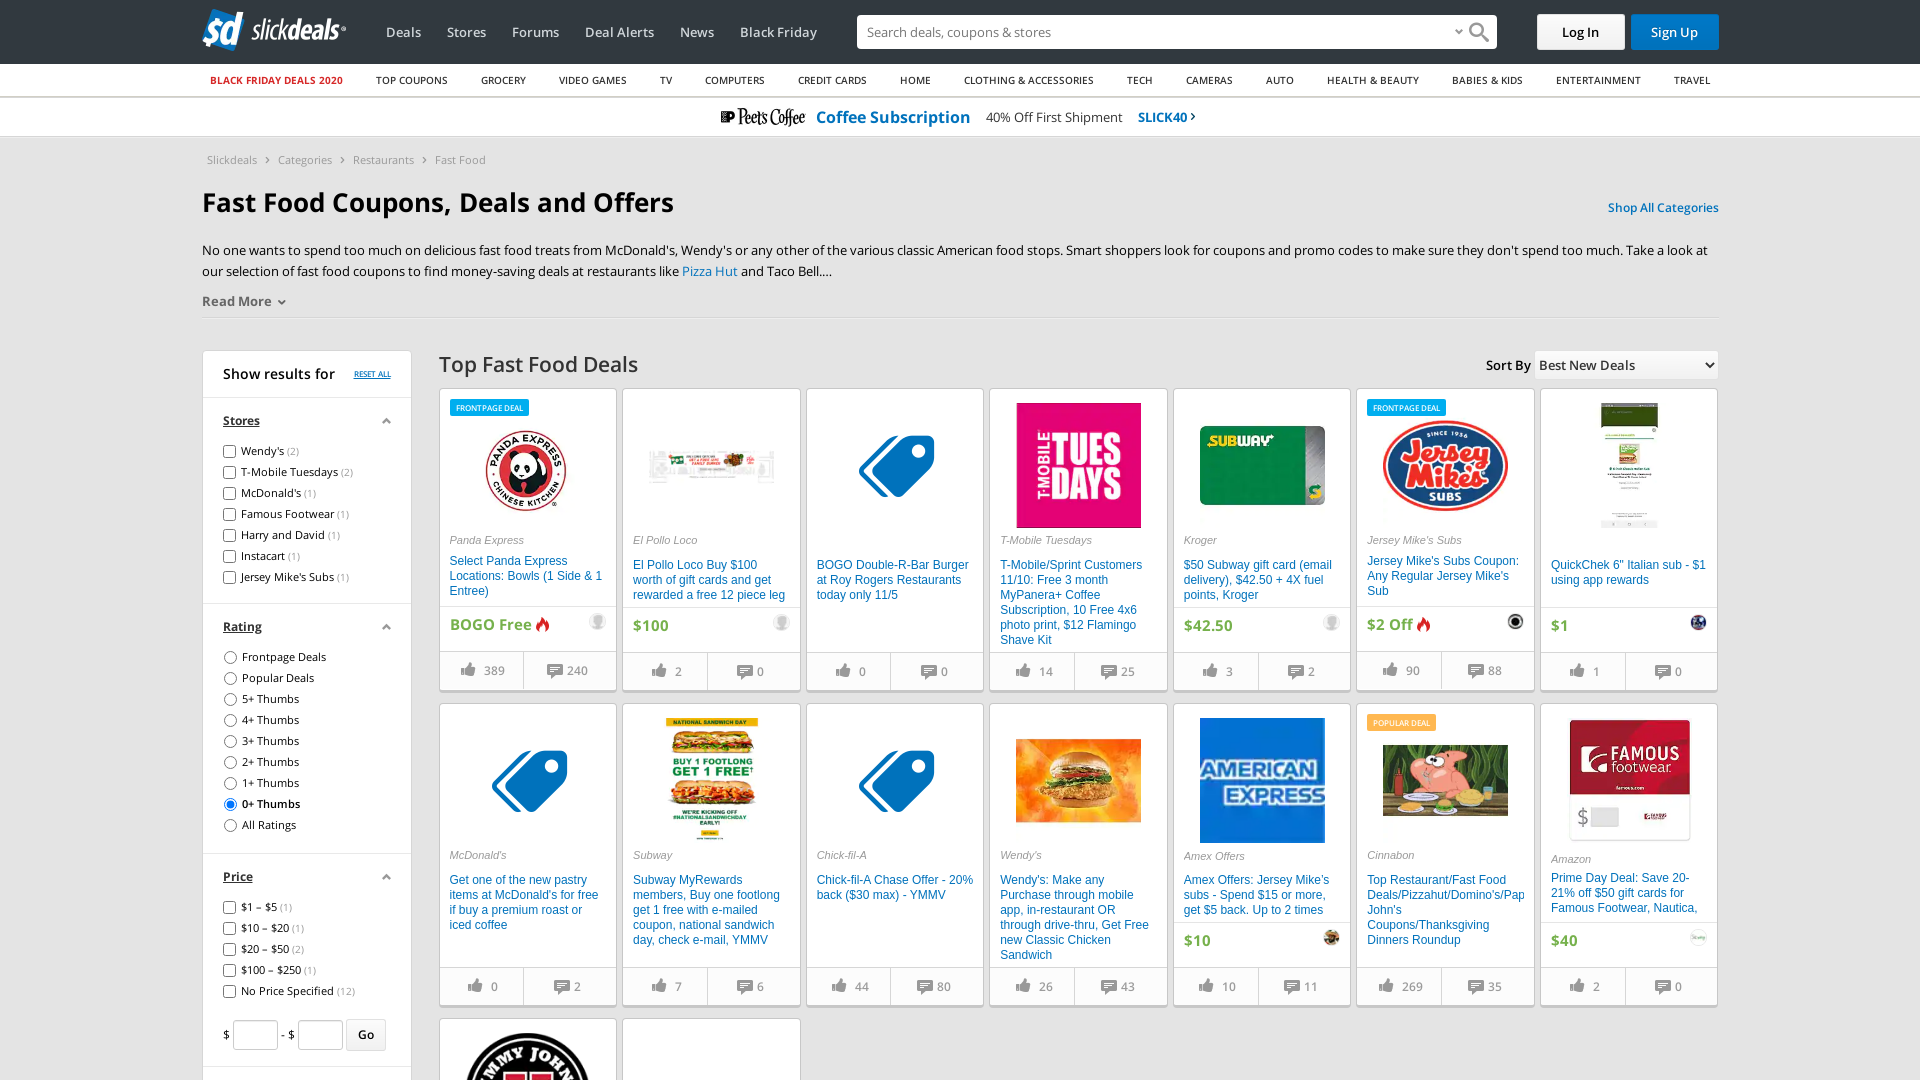 sd slickdeals
Deals
Stores
Forums
Deal Alerts
News
Black Friday
Search deals, coupons & stores
Log In
Sign Up
BLACK FRIDAY DEALS 2020
TOP COUPONS
GROCERY
VIDEO GAMES
TV
COMPUTERS
CREDIT CARDS
HOME
CLOTHING & ACCESSORIES
TECH
CAMERAS
AUTO
HEALTH & BEAUTY
BABIES & KIDS
ENTERTAINMENT
TRAVEL
Peet's Coffee Coffee Subscription 40% Off First Shipment SLICK40
Slickdeals > Categories > Restaurants > Fast Food
Fast Food Coupons, Deals and Offers
Shop All Categories
No one wants to spend too much on delicious fast food treats from McDonald's, Wendy's or any other of the various classic American food stops. Smart shoppers look for coupons and promo codes to make sure they don't spend too much. Take a look at
our selection of fast food coupons to find money-saving deals at restaurants like Pizza Hut and Taco Bell....
Read More
Show results for
RESET ALL
Stores
Wendy's (2)
T-Mobile Tuesdays (2)
McDonald's (1)
Famous Footwear (1)
Harry and David (1)
Instacart (1)
Jersey Mike's Subs (1)
Rating
Frontpage Deals
Popular Deals
5+ Thumbs
4+ Thumbs
3+ Thumbs
2+ Thumbs
1+ Thumbs
0+ Thumbs
All Ratings
Price
$1 – $5 (1)
$10 – $20 (1)
$20 – $50 (2)
$100 – $250 (1)
No Price Specified (12)
$ - $ Go
Top Fast Food Deals
Sort By Best New Deals
FRONTPAGE DEAL
PANDA EXPRESS
CHINESE KITCHEN
Panda Express
Select Panda Express
Locations: Bowls (1 Side & 1
Entree)
BOGO Free
389
240
El Pollo Loco
El Pollo Loco Buy $100
worth of gift cards and get
rewarded a free 12 piece leg
$100
2
0
BOGO Double-R-Bar Burger
at Roy Rogers Restaurants
today only 11/5
0
0
T-MOBILE
TUES
DAYS
T-Mobile Tuesdays
T-Mobile/Sprint Customers
11/10: Free 3 month
MyPanera+ Coffee
Subscription, 10 Free 4x6
photo print, $12 Flamingo
Shave Kit
14
25
SUBWAY
Kroger
$50 Subway gift card (email
delivery), $42.50 + 4X fuel
points, Kroger
$42.50
3
2
FRONTPAGE DEAL
SINCE 1956
Jersey
Mike's
SUBS
Jersey Mike's Subs
Jersey Mike's Subs Coupon:
Any Regular Jersey Mike's
Sub
$2 Off
90
88
QuickChek 6" Italian sub - $1
using app rewards
$1
1
0
McDonald's
Get one of the new pastry
items at McDonald's for free
if buy a premium roast or
iced coffee
0
2
NATIONAL SANDWICH DAY
BUY 1 FOOTLONG
GET 1 FREE
WE'RE KICKING OFF
#NATIONALSANDWICHDAY
EARLY!
Subway
Subway MyRewards
members, Buy one footlong
get 1 free with e-mailed
coupon, national sandwich
day, check e-mail, YMMV
7
6
Chick-fil-A
Chick-fil-A Chase Offer - 20%
back ($30 max) - YMMV
44
80
Wendy's
Wendy's: Make any
Purchase through mobile
app, in-restaurant OR
through drive-thru, Get Free
new Classic Chicken
Sandwich
26
43
AMERICAN
EXPRESS
Amex Offers
Amex Offers: Jersey Mike's
subs - Spend $15 or more,
get $5 back. Up to 2 times
$10
10
11
POPULAR DEAL
Cinnabon
Top Restaurant/Fast Food
Deals/Pizzahut/Domino's/Pap
John's
Coupons/Thanksgiving
Dinners Roundup
269
35
FAMOUS
footwear
famous.com
$
Amazon
Prime Day Deal: Save 20-
21% off $50 gift cards for
Famous Footwear, Nautica,
$40
2
0
JIMMY JOHN'S